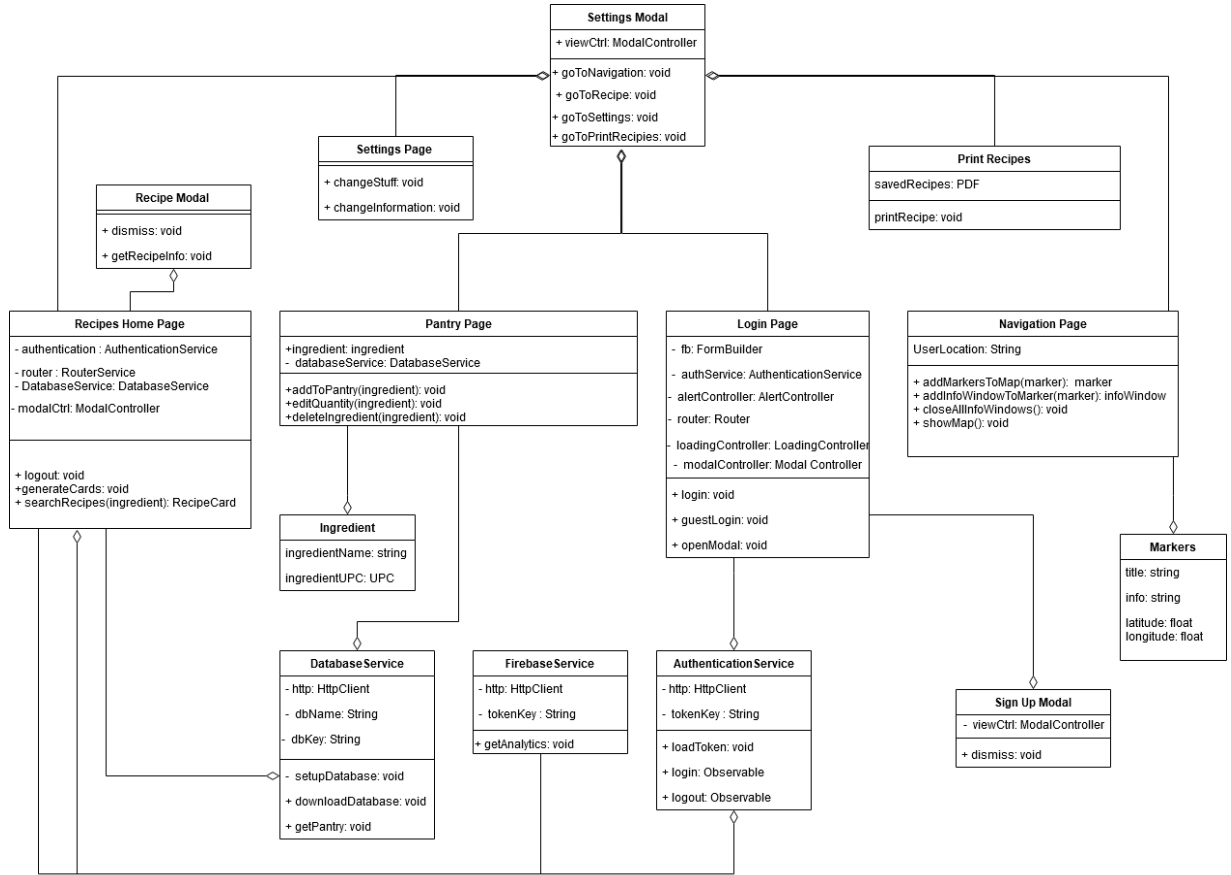 Settings Modal
+ viewCtrl: ModalController
+ goToNavigation: void
+ goToRecipe: void
+ goToSettings: void
+ goToPrintRecipies: void
Settings Page
+ changeStuff: void
+ changeInformation: void
Print Recipes
savedRecipes: PDF
printRecipe: void
Recipe Modal
+ dismiss: void
+ getRecipeInfo: void
Recipes Home Page
- authentication : AuthenticationService
- router : RouterService
- DatabaseService: DatabaseService
- modalCtrl: ModalController
+ logout: void
+generateCards: void
+ searchRecipes(ingredient): RecipeCard
Pantry Page
+ingredient: ingredient
- databaseService: DatabaseService
+addToPantry(ingredient): void
+editQuantity(ingredient): void
+deleteIngredient(ingredient): void
Login Page
- fb: FormBuilder
- authService: AuthenticationService
- alertController: AlertController
- router: Router
- loadingController: LoadingController
- modalController: Modal Controller
+ login: void
+ guestLogin: void
+ openModal: void
Navigation Page
UserLocation: String
+ addMarkersToMap(marker): marker
+ addInfoWindowToMarker(marker): infoWindow
+ closeAllInfoWindows(): void
+ showMap(): void
Ingredient
ingredientName: string
ingredientUPC: UPC
Markers
title: string
info: string
latitude: float
longitude: float
DatabaseService
- http: HttpClient
- dbName: String
- dbKey: String
- setupDatabase: void
+ downloadDatabase: void
+ getPantry: void
FirebaseService
- http: HttpClient
- tokenKey : String
+ getAnalytics: void
AuthenticationService
- http: HttpClient
- tokenKey : String
+ loadToken: void
+ login: Observable
+ logout: Observable
Sign Up Modal
- viewCtrl: ModalController
+ dismiss: void